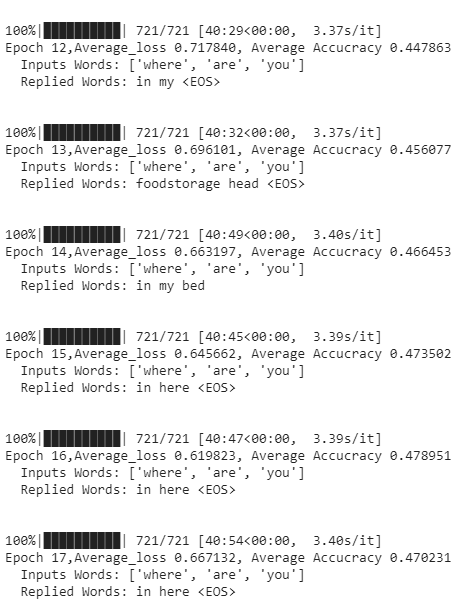 100%|██████████| 721/721 [40:29<00:00,  3.37s/it]
Epoch 12,Average_loss 0.717840, Average Accucracy 0.447863
  Inputs Words: ['where', 'are', 'you']
  Replied Words: in my <EOS>
100%|██████████| 721/721 [40:32<00:00,  3.37s/it]
Epoch 13,Average_loss 0.696101, Average Accucracy 0.456077
  Inputs Words: ['where', 'are', 'you']
  Replied Words: foodstorage head <EOS>
100%|██████████| 721/721 [40:49<00:00,  3.40s/it]
Epoch 14,Average_loss 0.663197, Average Accucracy 0.466453
  Inputs Words: ['where', 'are', 'you']
  Replied Words: in my bed
100%|██████████| 721/721 [40:45<00:00,  3.39s/it]
Epoch 15,Average_loss 0.645662, Average Accucracy 0.473502
  Inputs Words: ['where', 'are', 'you']
  Replied Words: in here <EOS>
100%|██████████| 721/721 [40:47<00:00,  3.39s/it]
Epoch 16,Average_loss 0.619823, Average Accucracy 0.478951
  Inputs Words: ['where', 'are', 'you']
  Replied Words: in here <EOS>
100%|██████████| 721/721 [40:54<00:00,  3.40s/it]
Epoch 17,Average_loss 0.667132, Average Accucracy 0.470231
  Inputs Words: ['where', 'are', 'you']
  Replied Words: in here <EOS>